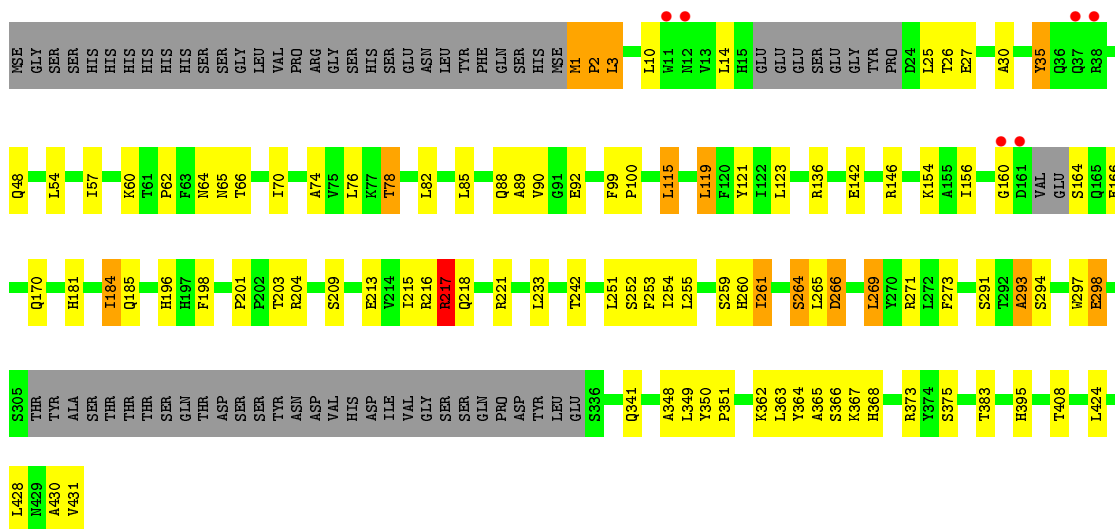 MSE GLY SER SER HIS HIS HIS HIS HIS HIS SER SER GLY LEU VAL PRO ARG GLY SER HIS SER GLU ASN LEU TYR PHE GLN SER HIS MSE M1 P2 L3 L10 W11 N12 V13 L14 H15 GLU GLU GLU SER GLU GLY TYR PRO D24 L25 T26 E27 A30 Y35 Q36 Q37 R38
Q48 L54 I57 K60 T61 P62 F63 N64 N65 T66 I70 A74 V75 L76 K77 T78 L82 L85 Q88 A89 V90 G91 E92 F99 P100 L115 L119 F120 Y121 I122 L123 R136 E142 R146 K154 A155 I156 G160 D161 VAL GLU S164 Q165 E166
Q170 H181 I184 Q185 H196 H197 F198 P201 P202 T203 R204 S209 E213 V214 I215 R216 R217 Q218 R221 L233 T242 L251 S252 F253 I254 L255 S259 H260 I261 S264 L265 D266 L269 Y270 R271 L272 F273 S291 T292 A293 S294 W297 E298
S305 THR TYR ALA SER THR THR THR SER GLN THR ASP SER SER TYR ASN ASP VAL HIS ASP ILE VAL GLY SER SER GLN PRO ASP TYR LEU GLU S336 Q341 A348 L349 Y350 P351 K362 L363 Y364 A365 S366 K367 H368 R373 Y374 S375 T383 H395 T408 L424
L428 N429 A430 V431